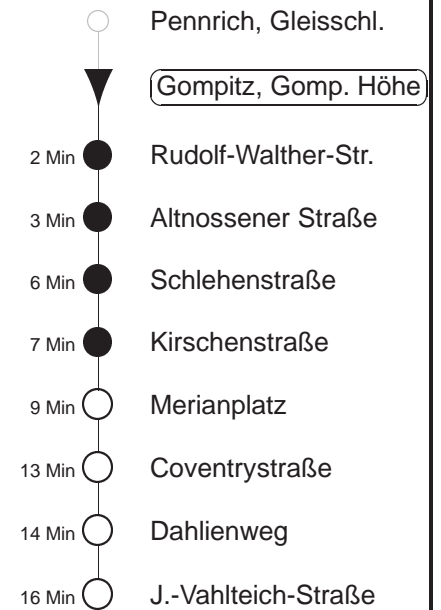 Pennrich, Gleisschl.
Gompitz, Gomp. Höhe
2 Min Rudolf-Walther-Str.
3 Min Altnossener Straße
6 Min Schlehenstraße
7 Min Kirschenstraße
9 Min Merianplatz
13 Min Coventrystraße
14 Min Dahlienweg
16 Min J.-Vahlteich-Straße